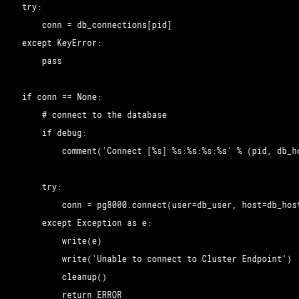 try:
conn = db_connections[pid]
except KeyError:
pass
if conn == None:
# connect to the database
if debug:
comment('Connect [%s] %s:%s:%s:%s' % (pid, db_ho
try:
conn = pg8000.connect(user=db_user, host=db_host
except Exception as e:
write(e)
write('Unable to connect to Cluster Endpoint')
cleanup()
return ERROR